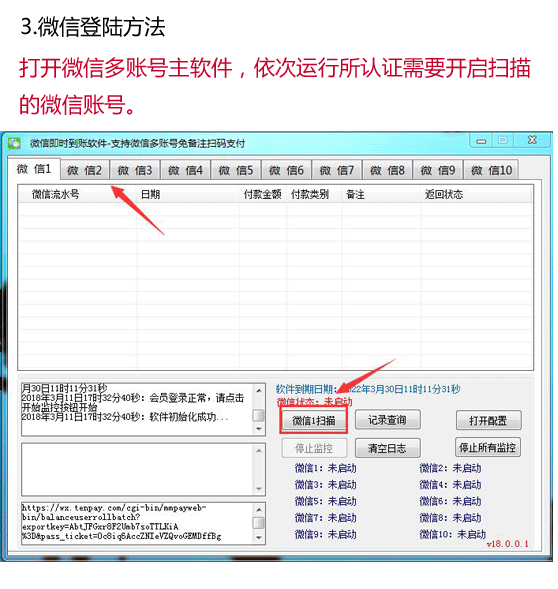 3.微信登陆方法
打开微信多账号主软件，依次运行所认证需要开启扫描
的微信账号。
微信即时到账软件-支持微信多账号免备注扫码支付
微 信1 微 信2 微 信3 微 信4 微 信5 微 信6 微 信7 微 信8 微 信9 微 信10
微信流水号 日期 付款金额 付款类别 备注 返回状态
月30日11时11分31秒
2018年3月11日17时32分40秒：会员登录正常，请点击
开始监控按钮开始
2018年3月11日17时32分40秒：软件初始化成功...
软件到期日期：2022年3月30日11时11分31秒
微信状态：未启动
微信1扫描 记录查询 打开配置
停止监控 清空日志 停止所有监控
微信1：未启动 微信2：未启动
微信3：未启动 微信4：未启动
微信5：未启动 微信6：未启动
微信7：未启动 微信8：未启动
微信9：未启动 微信10：未启动
https://wx.tenpay.com/cgi-bin/mmpayweb-
bin/balanceuserrollbatch?
exportkey=AbtJPGxr8F2Umb7soTTLKiA
%3D&pass_ticket=Oc8iq6AccZNIeVZQvoGEMDffBg
v18.0.0.1